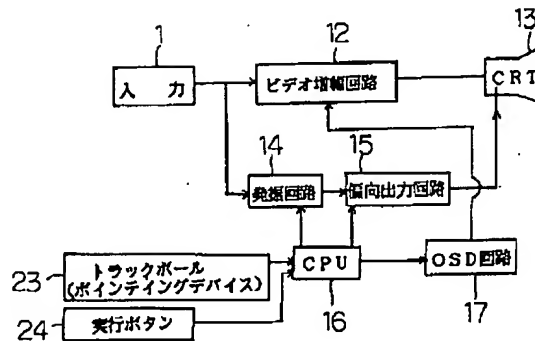 1
12
13
入　力
ビデオ増幅回路
CRT
14
15
発振回路
偏向出力回路
23
トラックボール
(ポインティングデバイス)
CPU
OSD回路
16
17
24
実行ボタン